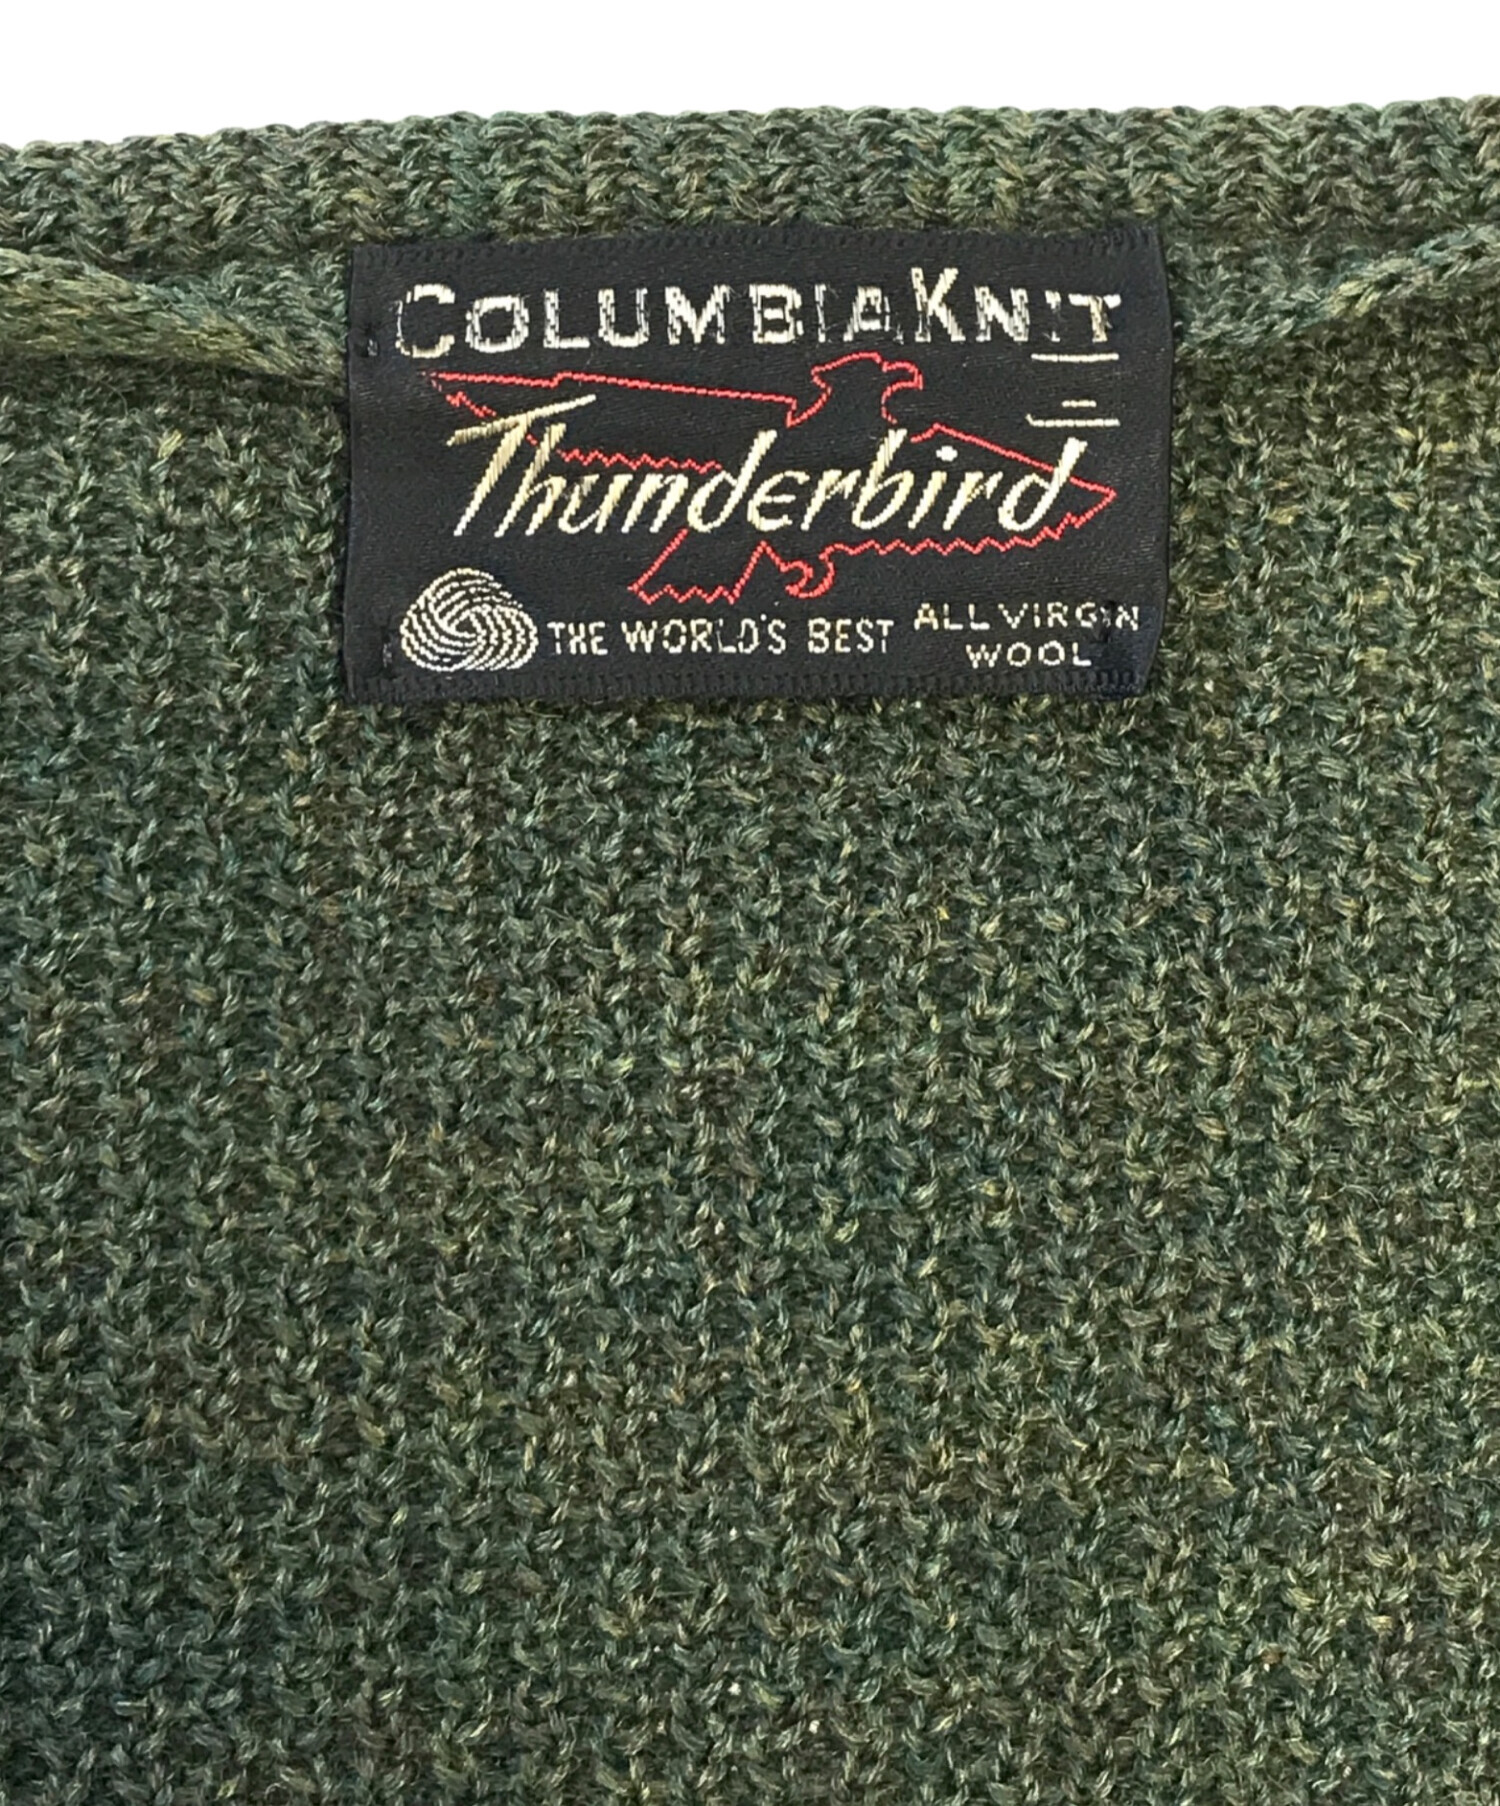 COLUMBIAKNIT
Thunderbird
THE WORLD'S BEST
ALL VIRGIN
WOOL